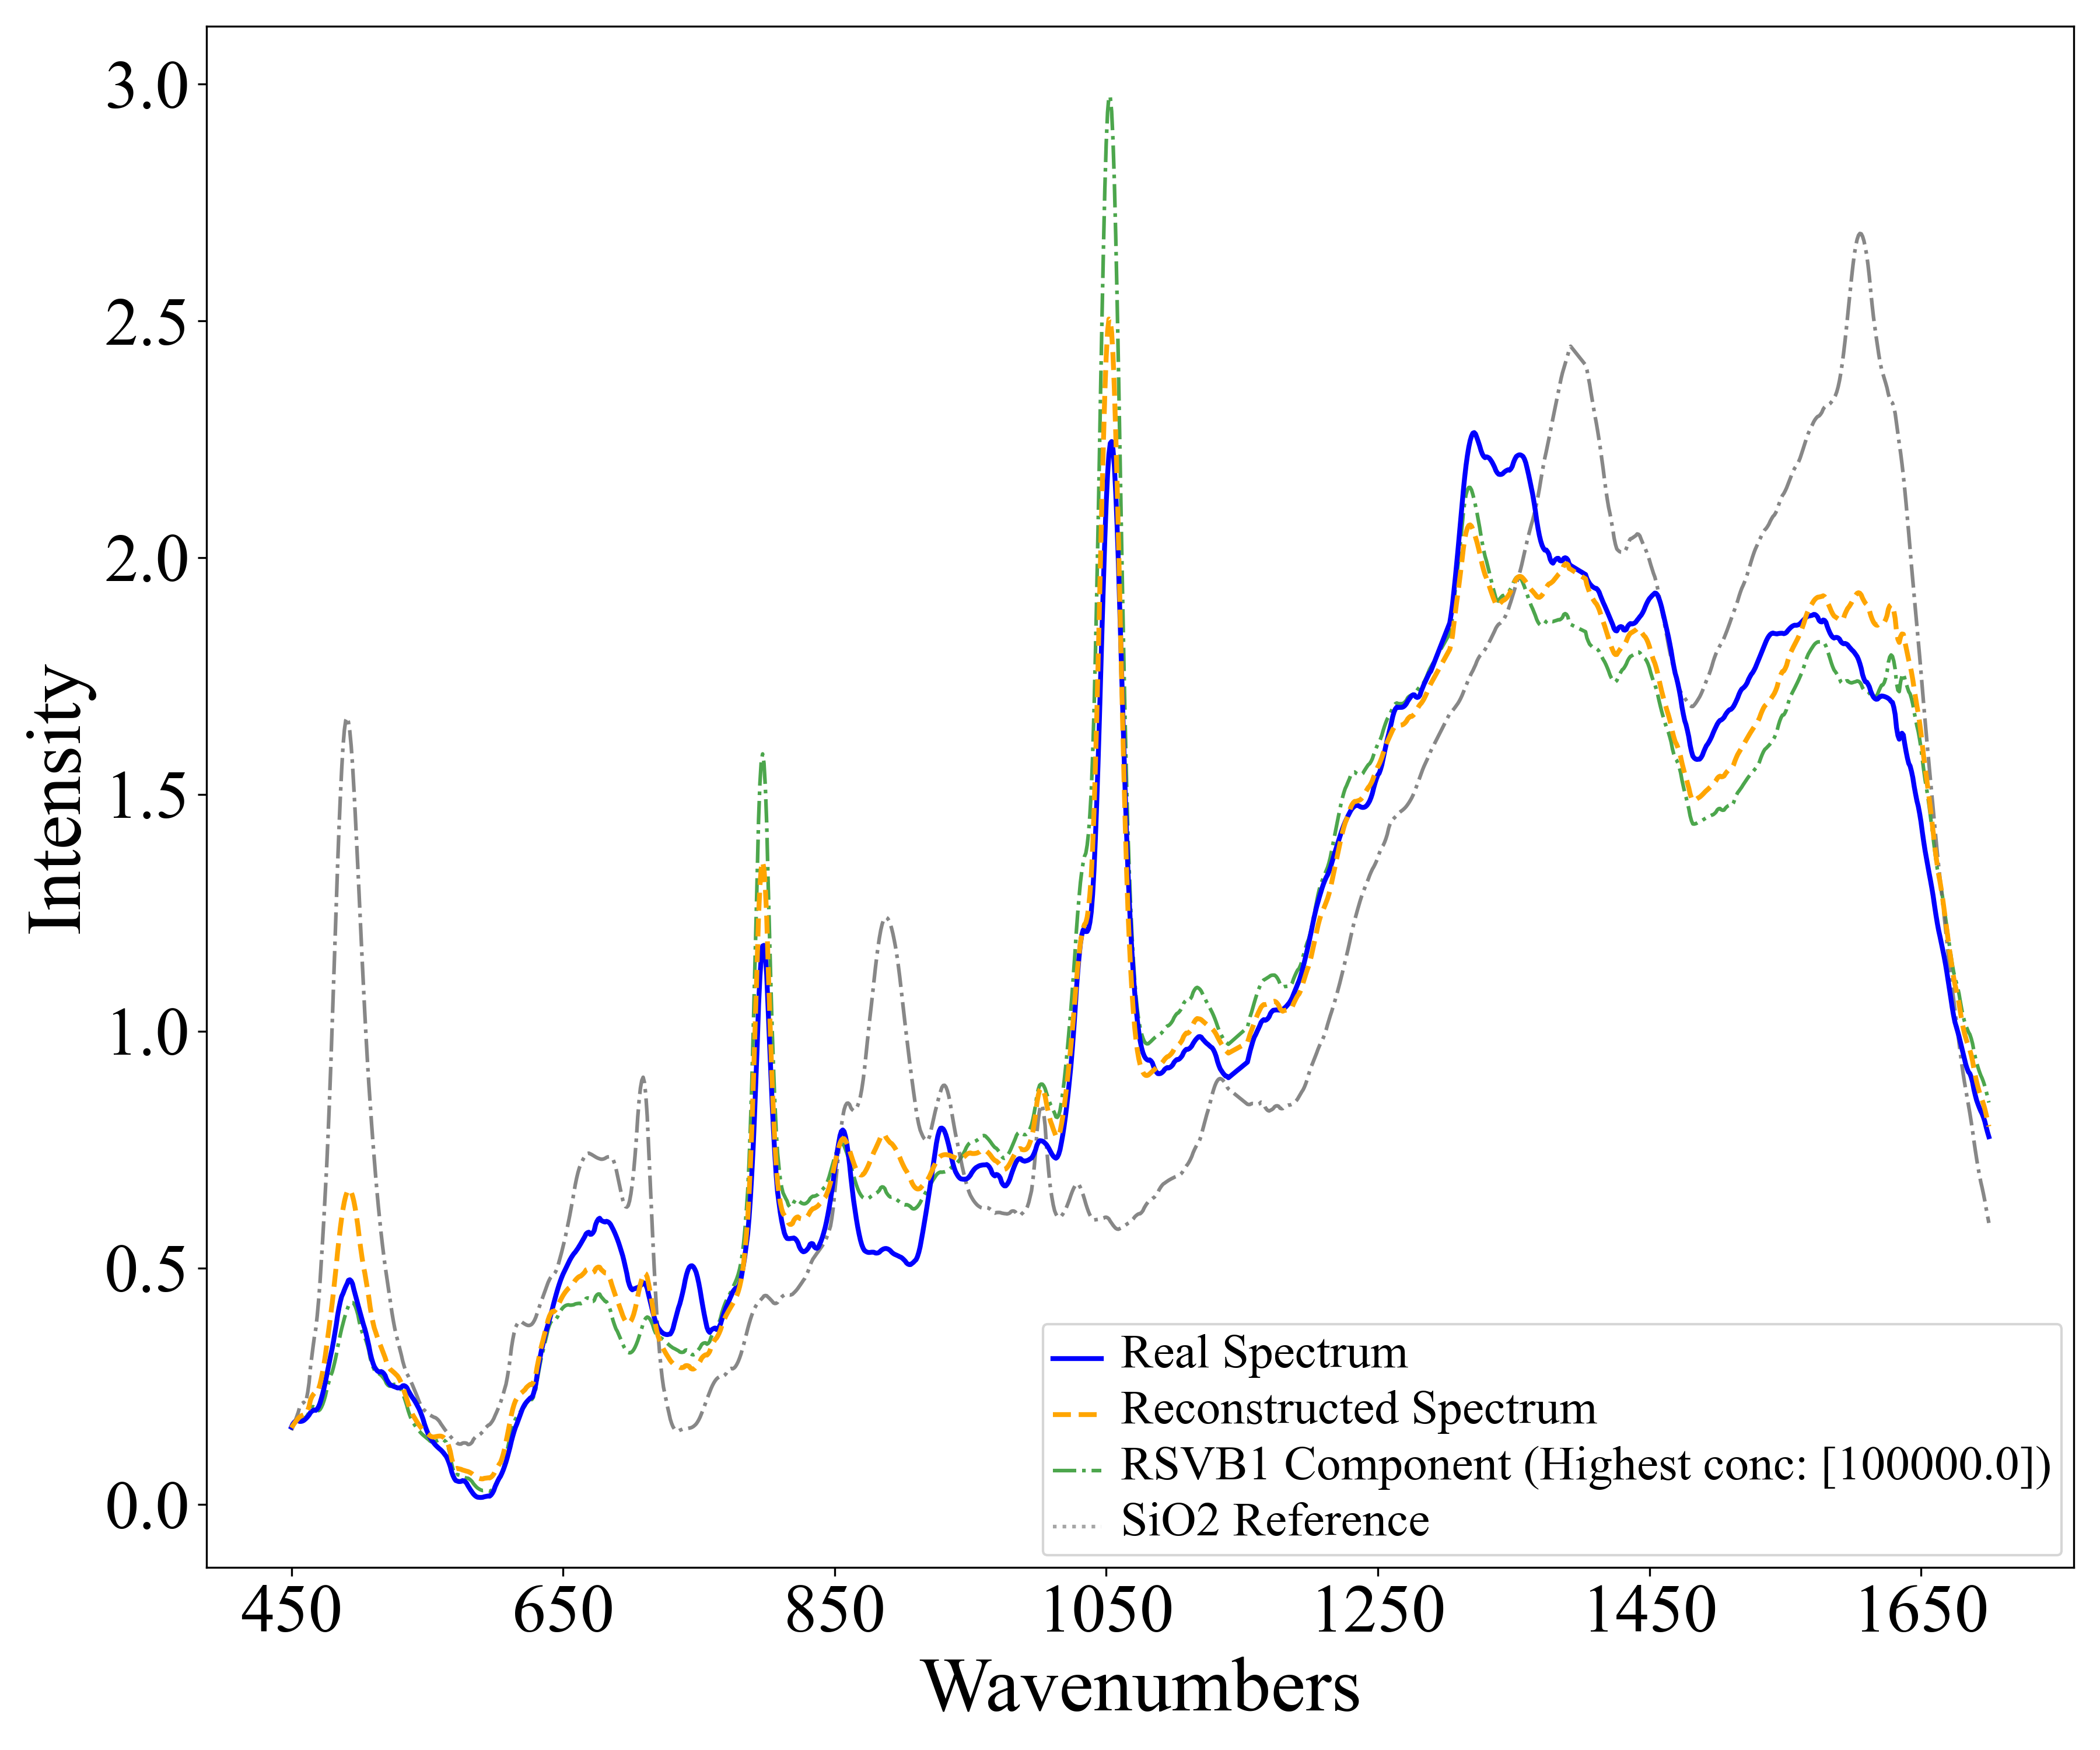 3.0
2.5
2.0
1.5
1.0
0.5
0.0
Intensity
450 650 850 1050 1250 1450 1650
Wavenumbers
Real Spectrum
Reconstructed Spectrum
RSVB1 Component (Highest conc: [100000.0])
SiO2 Reference